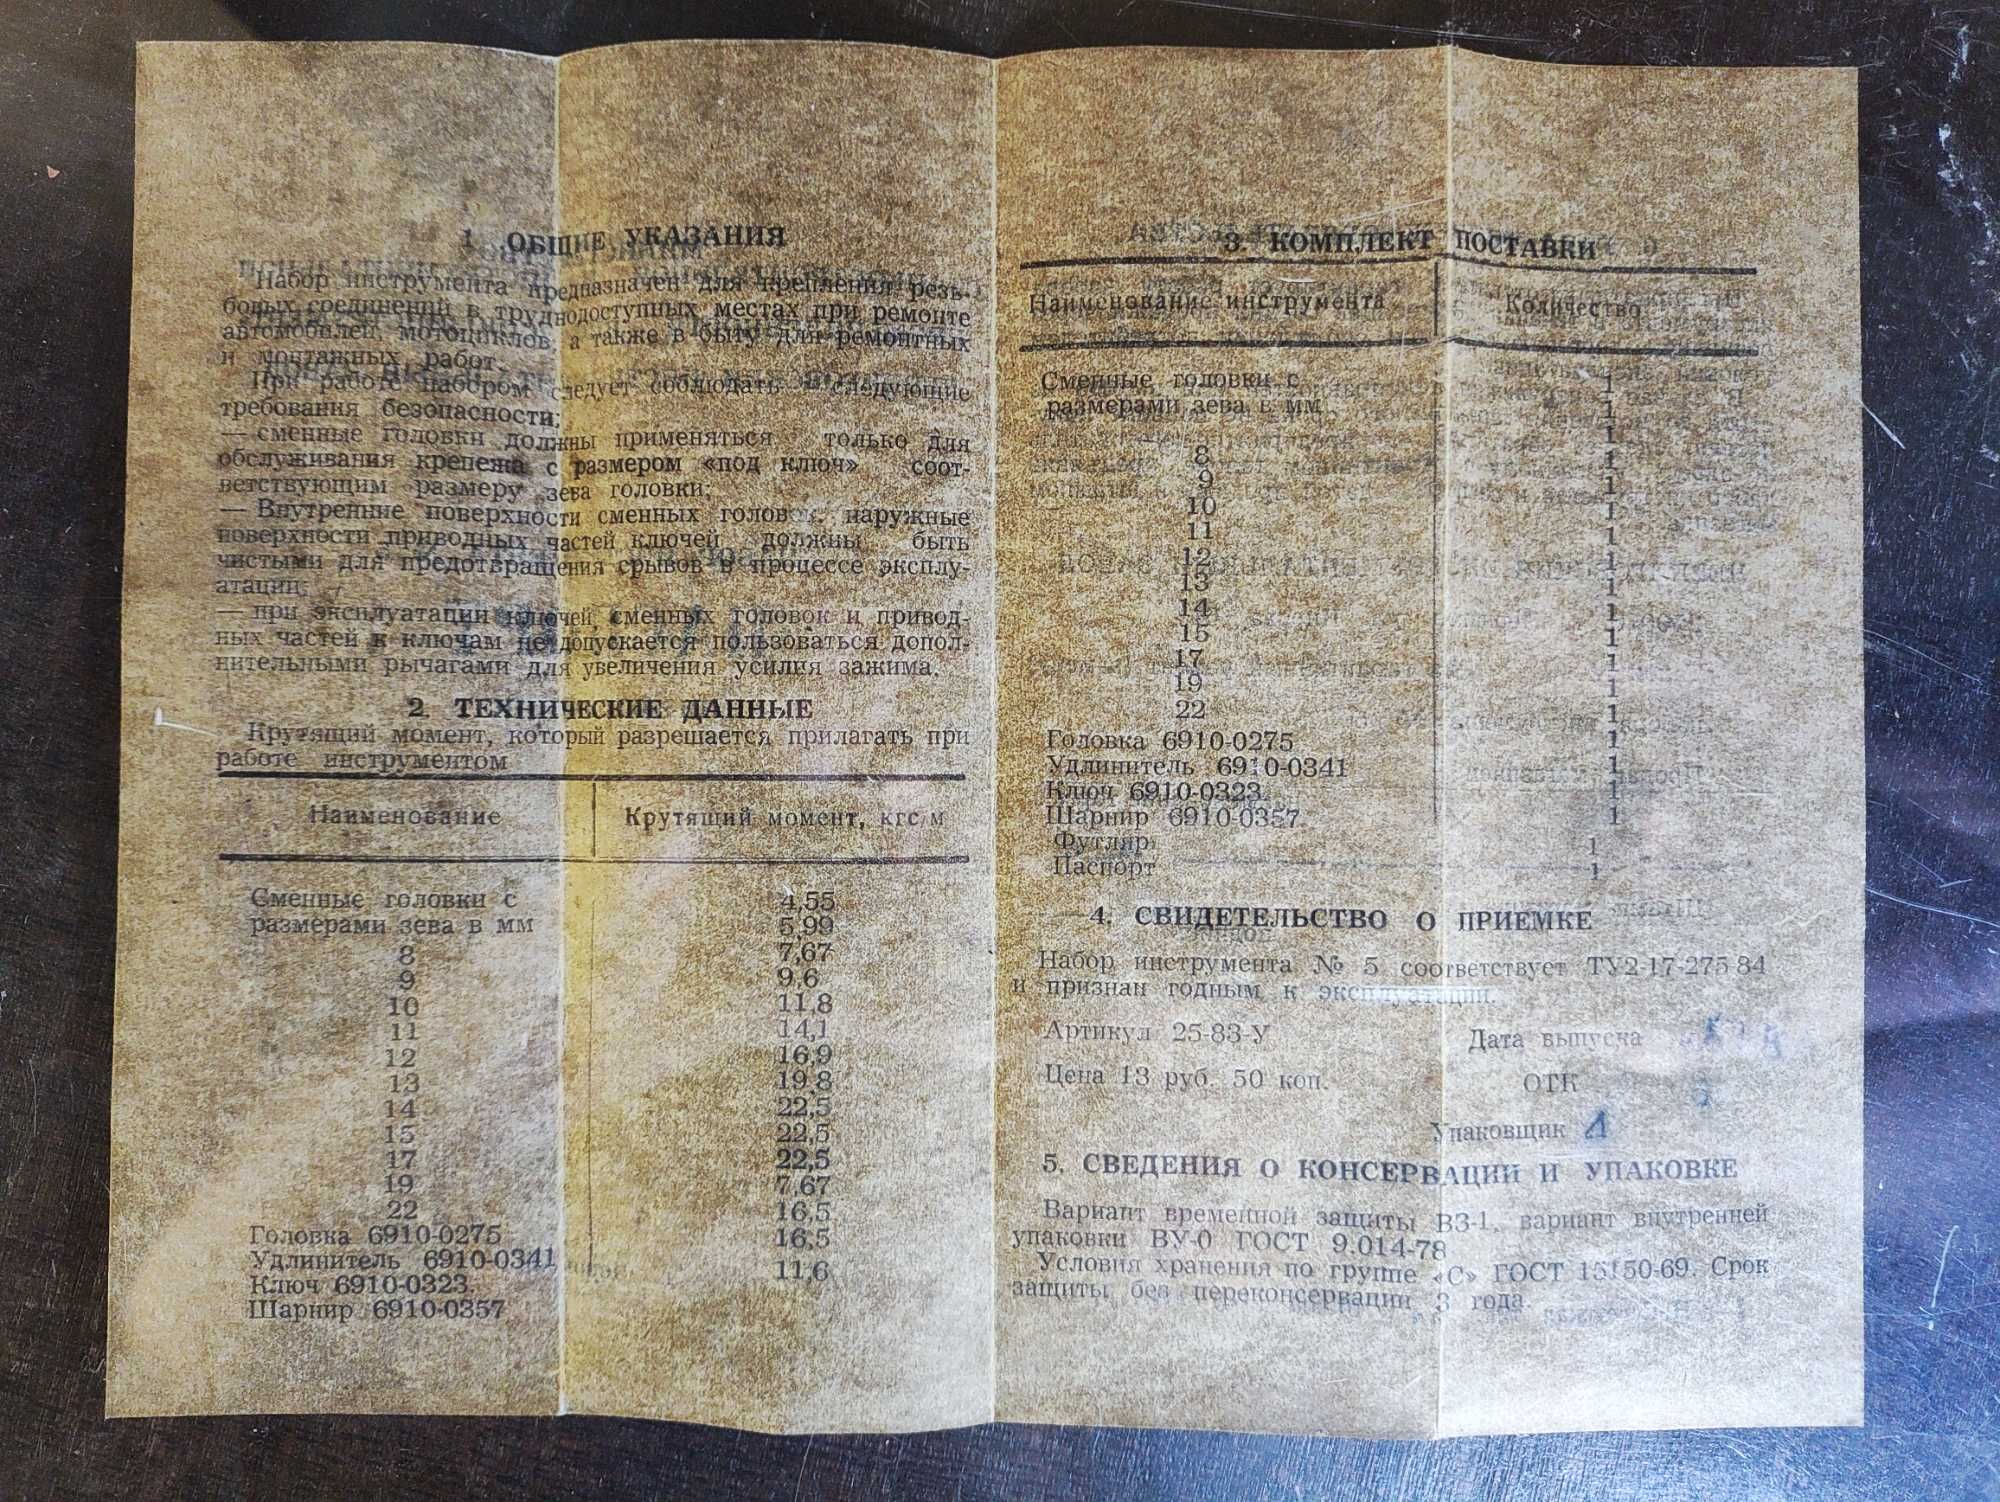 1. ОБЩИЕ УКАЗАНИЯ
Набор инструмента предназначен для крепления резь-
бовых соединений в труднодоступных местах при ремонте
автомобилей, мотоциклов, а также в быту для ремонтных
и монтажных работ.
При работе набором следует соблюдать следующие
требования безопасности;
— сменные головки должны применяться только для
обслуживания крепежа с размером «под ключ» соот-
ветствующим размеру зева головки;
— Внутренние поверхности сменных головок, наружные
поверхности приводных частей ключей должны быть
чистыми для предотвращения срывов в процессе эксплу-
атации;
— при эксплуатации ключей, сменных головок и привод-
ных частей к ключам не допускается пользоваться допол-
нительными рычагами для увеличения усилия зажима.
2. ТЕХНИЧЕСКИЕ ДАННЫЕ
Крутящий момент, который разрешается прилагать при
работе инструментом
Наименование Крутящий момент, кгс м
Сменные головки с 4,55
размерами зева в мм 5,99
8 7,67
9 9,6
10 11,8
11 14,1
12 16,9
13 19,8
14 22,5
15 22,5
17 22,5
19 7,67
22 16,5
Головка 6910-0275 16,5
Удлинитель 6910-0341 11,6
Ключ 6910-0323.
Шарнир 6910-0357
3. КОМПЛЕКТ ПОСТАВКИ
Наименование инструмента Количество
Сменные головки с 1
размерами зева в мм 1
1
8 1
9 1
10 1
11 1
12 1
13 1
14 1
15 1
17 1
19 1
22 1
Головка 6910-0275 1
Удлинитель 6910-0341 1
Ключ 6910-0323. 1
Шарнир 6910-0357. 1
Футляр 1
Паспорт 1
4. СВИДЕТЕЛЬСТВО О ПРИЕМКЕ
Набор инструмента № 5 соответствует ТУ2-17-275 84
и признан годным к эксплуатации.
Артикул 25-83-У Дата выпуска
Цена 13 руб. 50 коп. ОТК
Упаковщик
5. СВЕДЕНИЯ О КОНСЕРВАЦИИ И УПАКОВКЕ
Вариант временной защиты ВЗ-1, вариант внутренней
упаковки ВУ-0 ГОСТ 9.014-78
Условия хранения по группе «С» ГОСТ 15150-69. Срок
защиты без переконсервации 3 года.